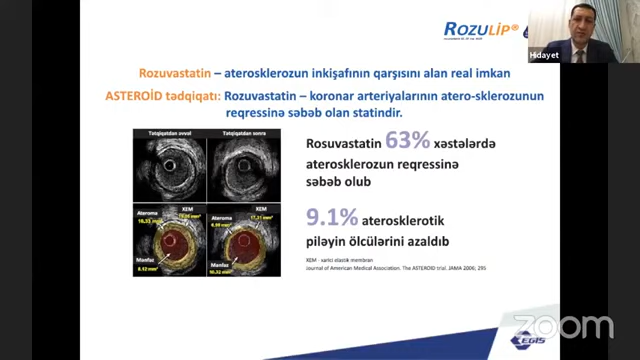 ROZULIP®
EGIS
Hidayet
Rozuvastatin – aterosklerozun inkişafının qarşısını alan real imkan
ASTEROİD tədqiqatı: Rozuvastatin – koronar arteriyalarının atero-sklerozunun
reqressinə səbəb olan statindir.
Tətqiqatdan əvvəl
Tətqiqatdan sonra
Rosuvastatin 63% xəstələrdə
aterosklerozun reqressinə
səbəb olub
Ateroma
XEM
XEM
Ateroma
Mənfəz
Mənfəz
9.1% aterosklerotik
piləyin ölcülərini azaldıb
XEM - xarici elastik membran
Journal of American Medical Association. The ASTEROID trial. JAMA 2006; 295
EGIS
zoom